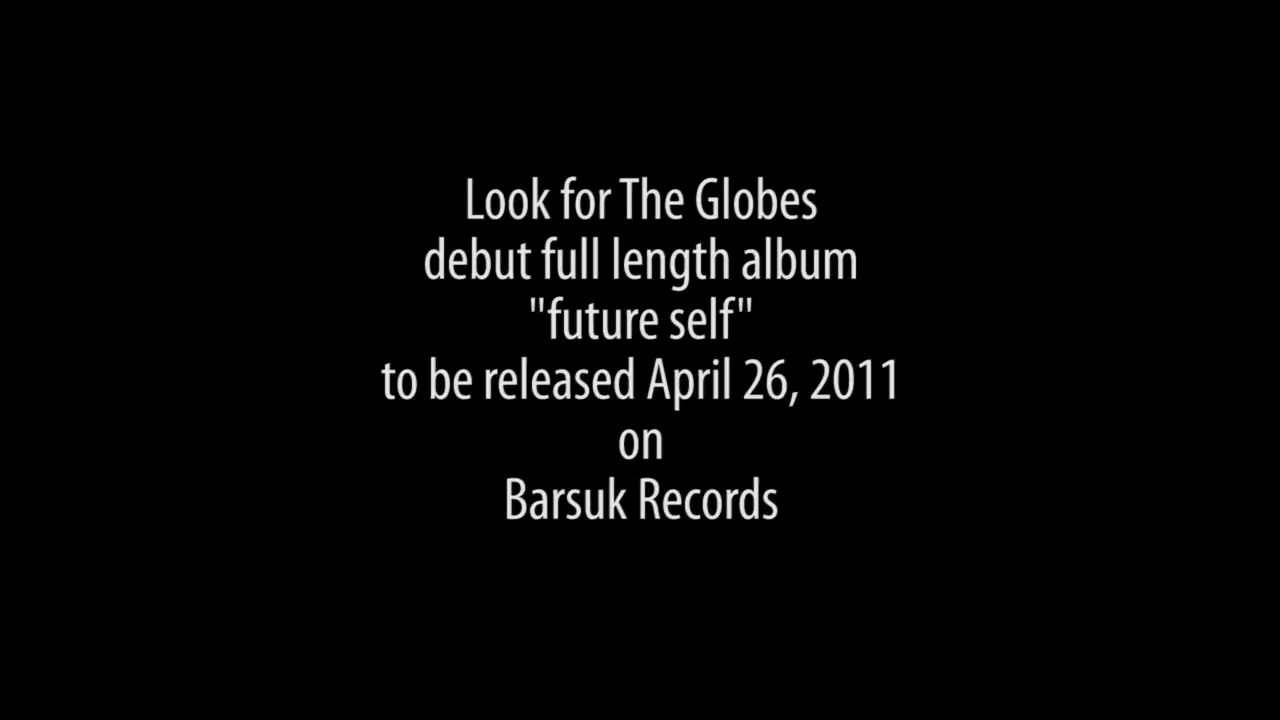 Look for The Globes
debut full length album
"future self"
to be released April 26, 2011
on
Barsuk Records